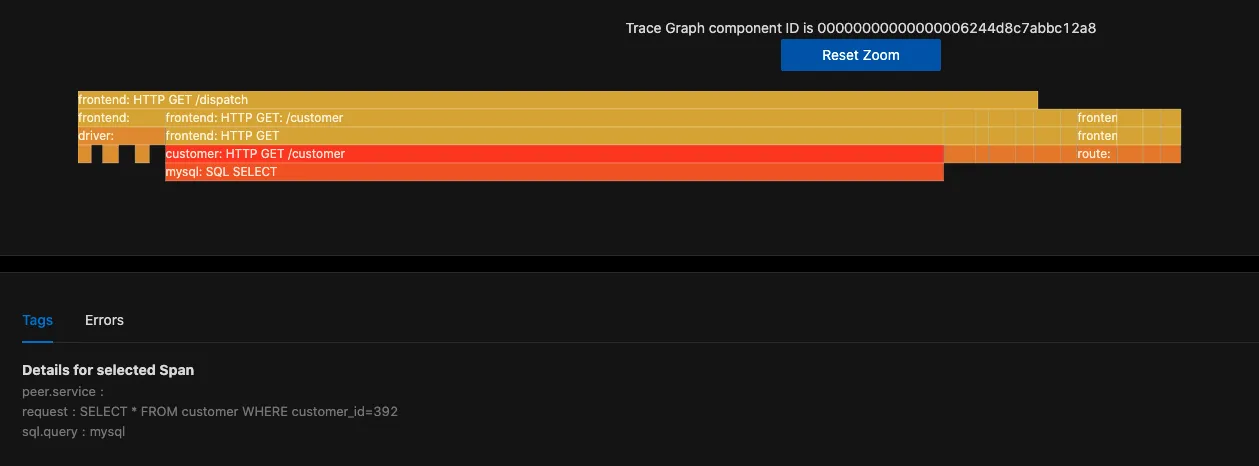 Trace Graph component ID is 00000000000000006244d8c7abbc12a8
Reset Zoom
frontend: HTTP GET /dispatch
frontend: frontend: HTTP GET: /customer fronten
driver: frontend: HTTP GET fronten
customer: HTTP GET /customer route:
mysql: SQL SELECT
Tags Errors
Details for selected Span
peer.service :
request : SELECT * FROM customer WHERE customer_id=392
sql.query : mysql